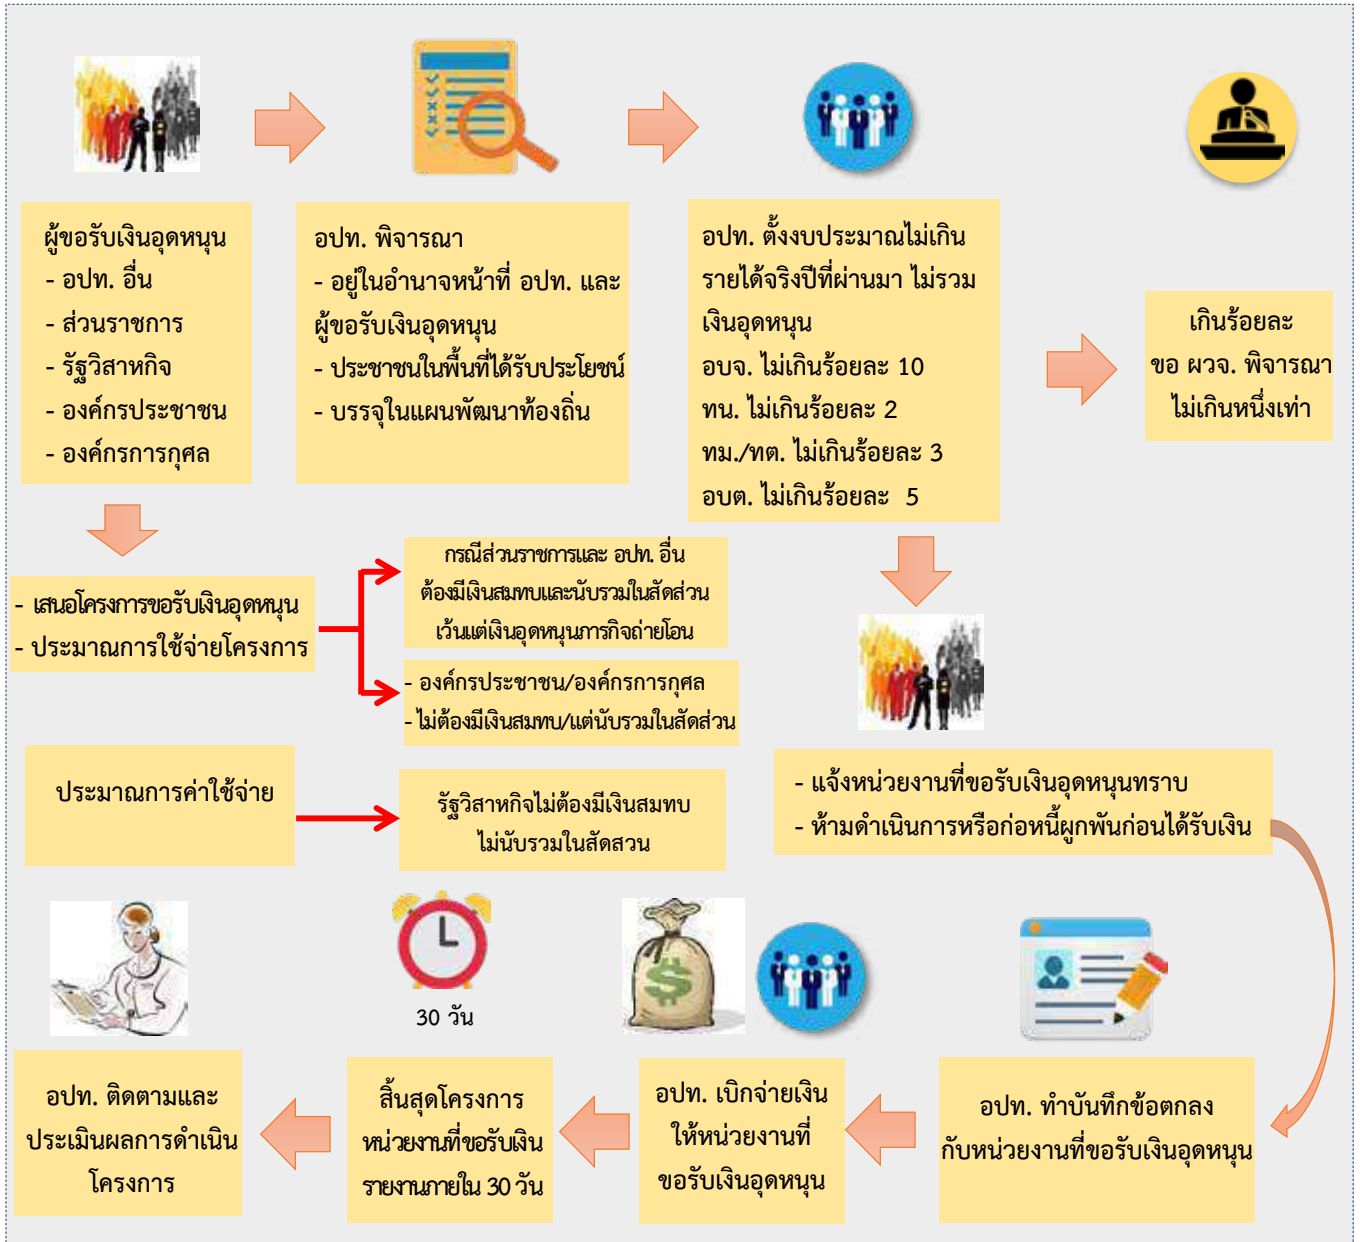 ผู้ขอรับเงินอุดหนุน
- อปท. อื่น
- ส่วนราชการ
- รัฐวิสาหกิจ
- องค์กรประชาชน
- องค์กรการกุศล
อปท. พิจารณา
- อยู่ในอำนาจหน้าที่ อปท. และ
ผู้ขอรับเงินอุดหนุน
- ประชาชนในพื้นที่ได้รับประโยชน์
- บรรจุในแผนพัฒนาท้องถิ่น
อปท. ตั้งงบประมาณไม่เกิน
รายได้จริงปีที่ผ่านมา ไม่รวม
เงินอุดหนุน
อบจ. ไม่เกินร้อยละ 10
ทน. ไม่เกินร้อยละ 2
ทม./ทต. ไม่เกินร้อยละ 3
อบต. ไม่เกินร้อยละ 5
เกินร้อยละ
ขอ ผวจ. พิจารณา
ไม่เกินหนึ่งเท่า
- เสนอโครงการขอรับเงินอุดหนุน
- ประมาณการใช้จ่ายโครงการ
กรณีส่วนราชการและ อปท. อื่น
ต้องมีเงินสมทบและนับรวมในสัดส่วน
เว้นแต่เงินอุดหนุนภารกิจถ่ายโอน
- องค์กรประชาชน/องค์กรการกุศล
- ไม่ต้องมีเงินสมทบ/แต่นับรวมในสัดส่วน
ประมาณการค่าใช้จ่าย
รัฐวิสาหกิจไม่ต้องมีเงินสมทบ
ไม่นับรวมในสัดสวน
- แจ้งหน่วยงานที่ขอรับเงินอุดหนุนทราบ
- ห้ามดำเนินการหรือก่อหนี้ผูกพันก่อนได้รับเงิน
อปท. ทำบันทึกข้อตกลง
กับหน่วยงานที่ขอรับเงินอุดหนุน
อปท. เบิกจ่ายเงิน
ให้หน่วยงานที่
ขอรับเงินอุดหนุน
30 วัน
สิ้นสุดโครงการ
หน่วยงานที่ขอรับเงิน
รายงานภายใน 30 วัน
อปท. ติดตามและ
ประเมินผลการดำเนิน
โครงการ